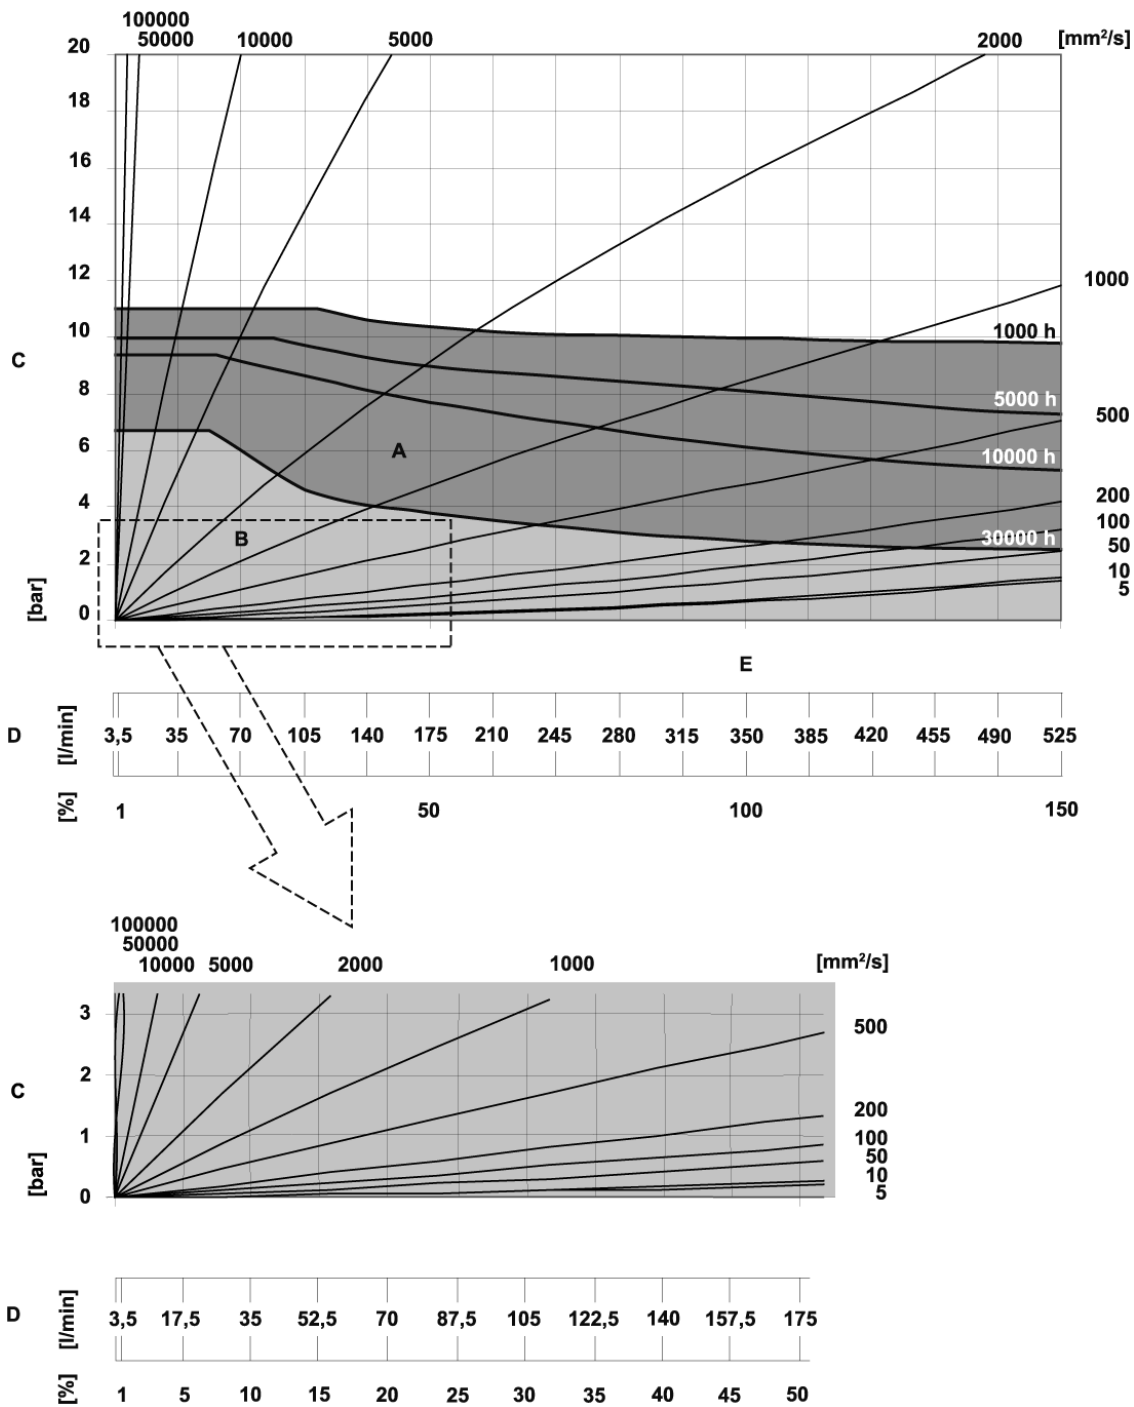 100000
50000 10000 5000 2000 [mm²/s]
20
18
16
14
12
1000
10 1000 h
C
8 5000 h
500
6 A 10000 h
4 200
B 30000 h 100
2 50
10
0 5
[bar]
E
D [l/min] 3,5 35 70 105 140 175 210 245 280 315 350 385 420 455 490 525
[%] 1 50 100 150
100000
50000
10000 5000 2000 1000 [mm²/s]
3
500
2
C
200
1 100
50
10
0 5
[bar]
D [l/min] 3,5 17,5 35 52,5 70 87,5 105 122,5 140 157,5 175
[%] 1 5 10 15 20 25 30 35 40 45 50